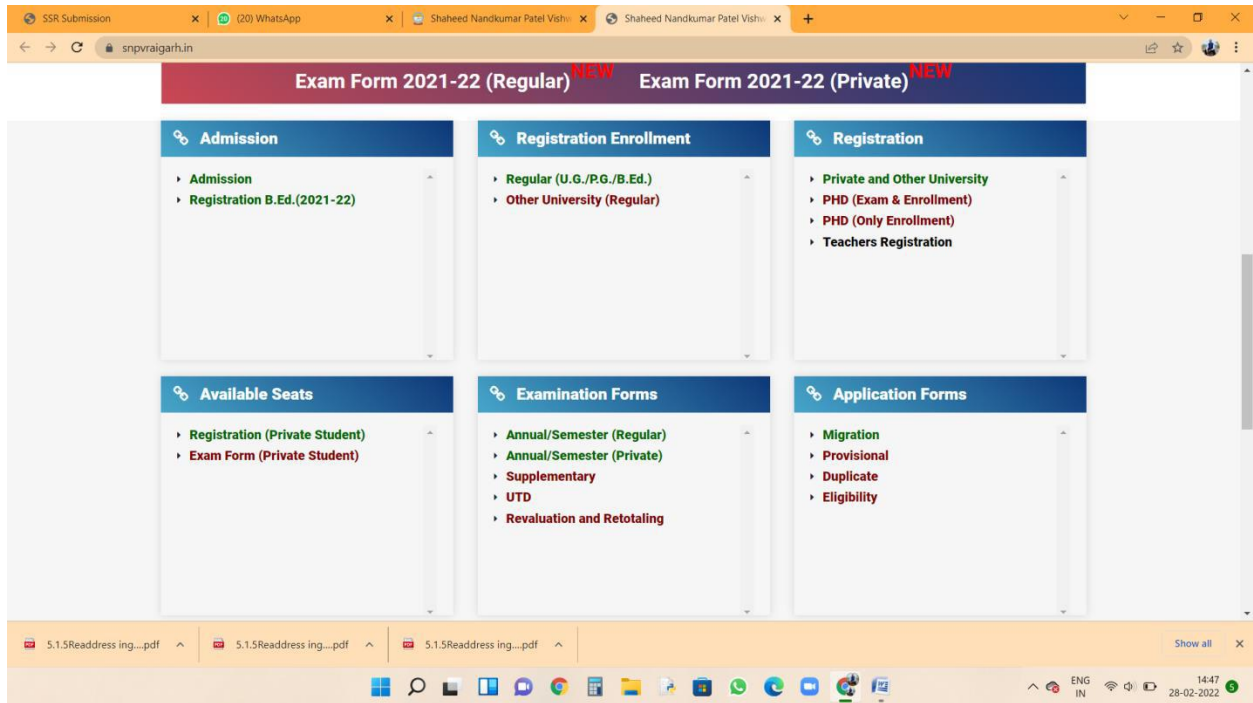 SSR Submission
(20) WhatsApp
Shaheed Nandkumar Patel Vishw
Shaheed Nandkumar Patel Vishw
snpvraigarh.in
Exam Form 2021-22 (Regular) NEW Exam Form 2021-22 (Private) NEW
Admission
Admission
Registration B.Ed.(2021-22)
Registration Enrollment
Regular (U.G./P.G./B.Ed.)
Other University (Regular)
Registration
Private and Other University
PHD (Exam & Enrollment)
PHD (Only Enrollment)
Teachers Registration
Available Seats
Registration (Private Student)
Exam Form (Private Student)
Examination Forms
Annual/Semester (Regular)
Annual/Semester (Private)
Supplementary
UTD
Revaluation and Retotaling
Application Forms
Migration
Provisional
Duplicate
Eligibility
5.1.5Readdress ing....pdf
5.1.5Readdress ing....pdf
5.1.5Readdress ing....pdf
Show all
ENG
IN
14:47
28-02-2022
5